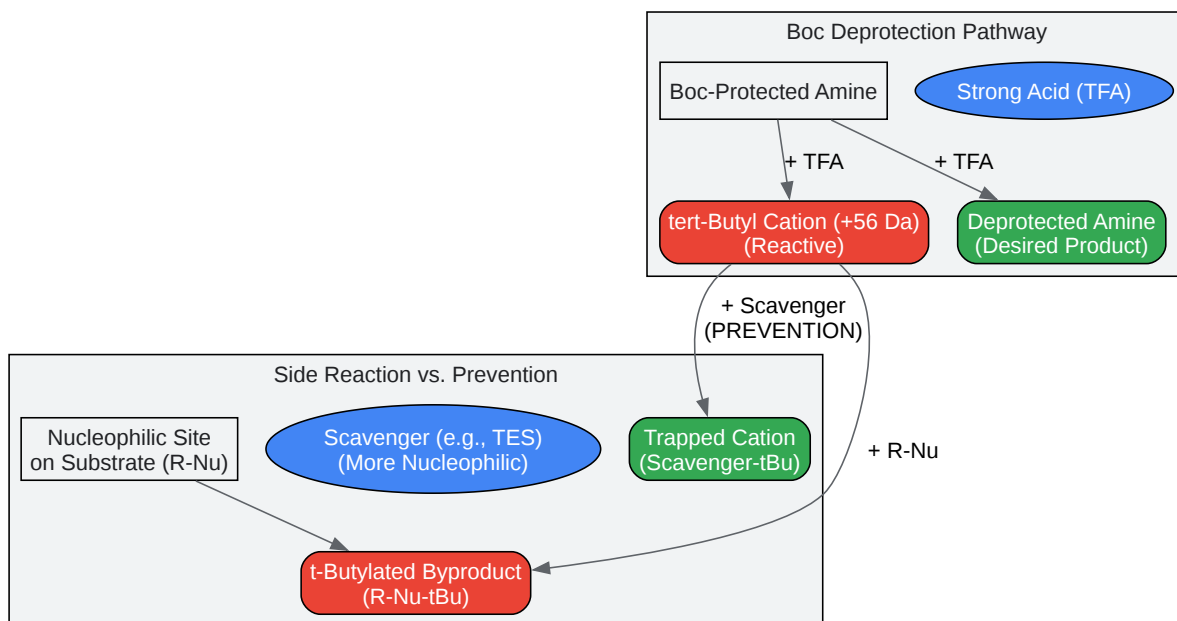 Boc Deprotection Pathway
Boc-Protected Amine
Strong Acid (TFA)
+ TFA
+ TFA
tert-Butyl Cation (+56 Da)
(Reactive)
Deprotected Amine
(Desired Product)
+ Scavenger
(PREVENTION)
Side Reaction vs. Prevention
Nucleophilic Site
on Substrate (R-Nu)
Scavenger (e.g., TES)
(More Nucleophilic)
Trapped Cation
(Scavenger-tBu)
+ R-Nu
t-Butylated Byproduct
(R-Nu-tBu)